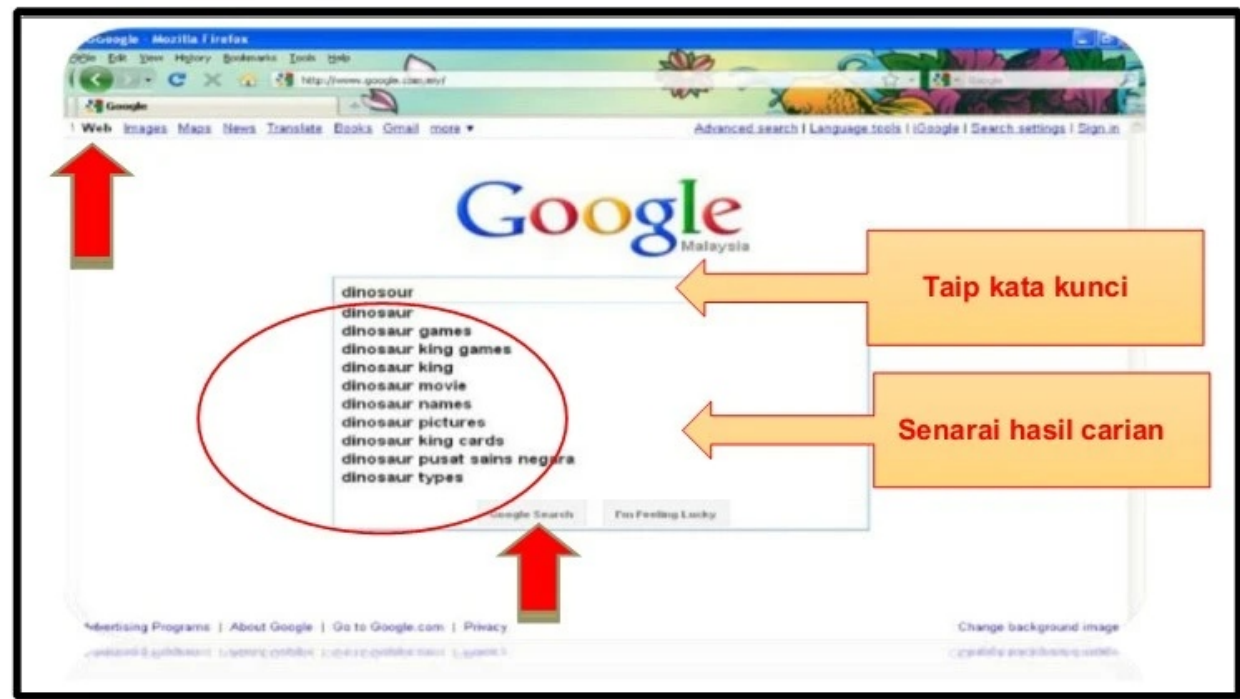 Google - Mozilla Firefox
File Edit View History Bookmarks Tools Help
http://www.google.com.my/
Google
Google
Web Images Maps News Translate Books Gmail more ▼
Advanced search | Language tools | iGoogle | Search settings | Sign in
Google
Malaysia
Taip kata kunci
dinosour
dinosaur
dinosaur games
dinosaur king games
dinosaur king
dinosaur movie
dinosaur names
dinosaur pictures
dinosaur king cards
dinosaur pusat sains negara
dinosaur types
Senarai hasil carian
Google Search
I'm Feeling Lucky
Advertising Programs | About Google | Go to Google.com | Privacy
Change background image